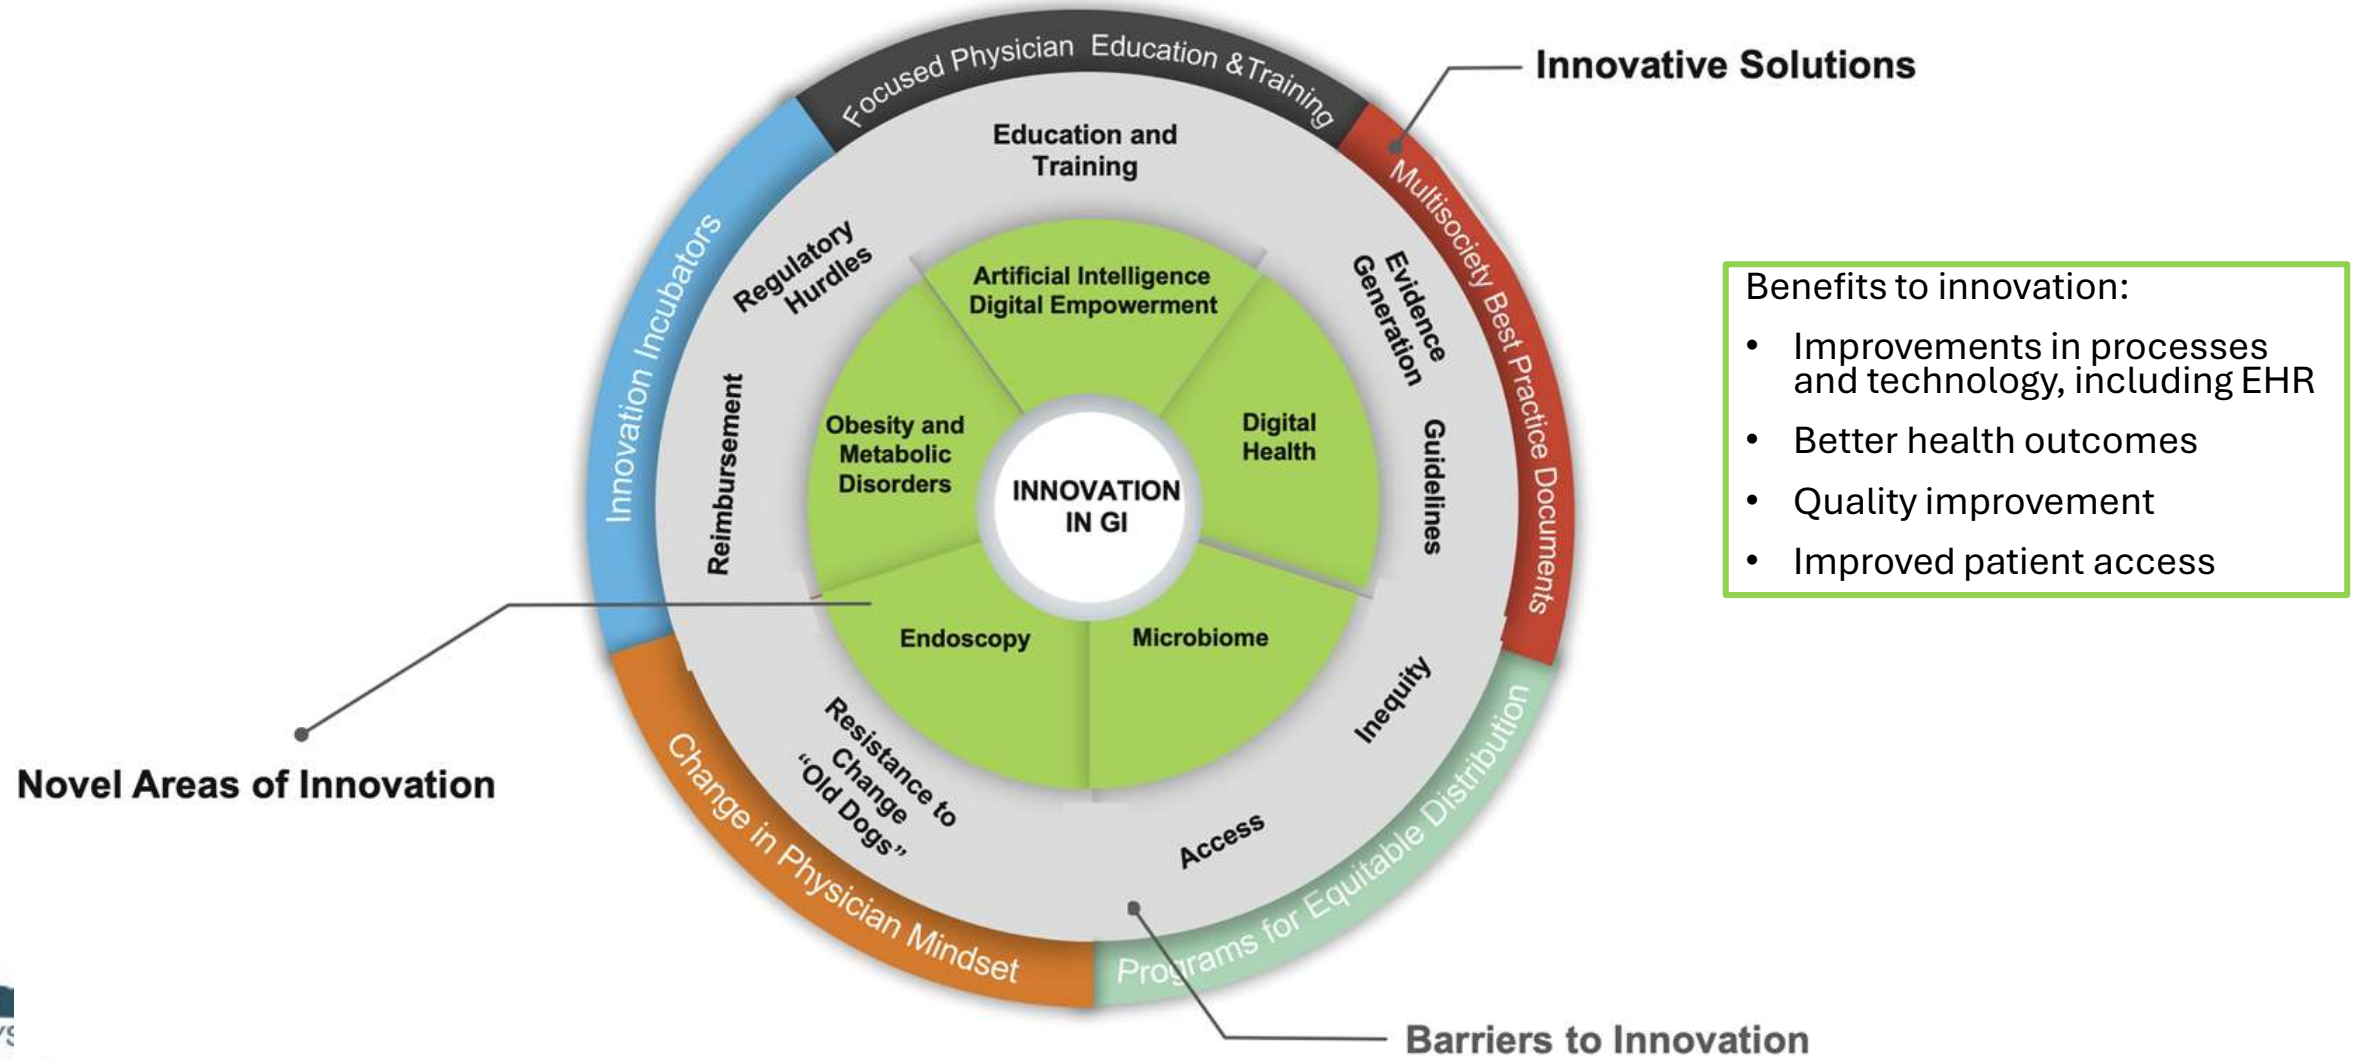 Focused Physician Education &Training
Innovative Solutions
Education and
Training
Multisociety Best Practice Documents
Innovation Incubators
Regulatory
Hurdles
Evidence
Generation
Artificial Intelligence
Digital Empowerment
Benefits to innovation:
• Improvements in processes
and technology, including EHR
• Better health outcomes
• Quality improvement
• Improved patient access
Reimbursement
Obesity and
Metabolic
Disorders
Digital
Health
Guidelines
INNOVATION
IN GI
Endoscopy
Microbiome
Inequity
Resistance to
Change
“Old Dogs”
Access
Novel Areas of Innovation
Change in Physician Mindset
Programs for Equitable Distribution
Barriers to Innovation